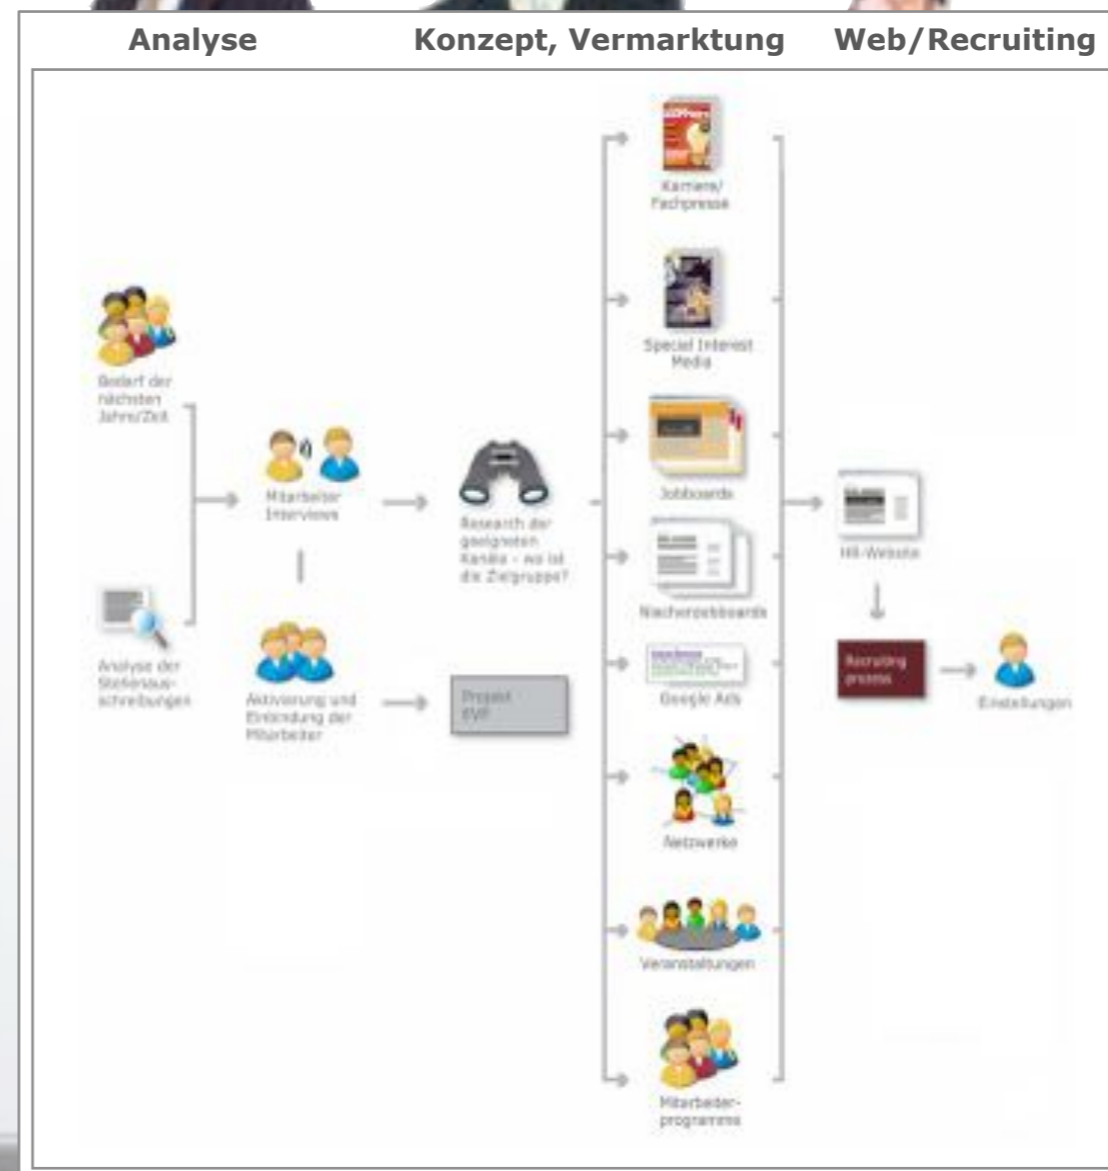 Analyse
Konzept, Vermarktung
Web/Recruiting
Karriere/
Fachpresse
Special Interest
Media
Bedarf der
nächsten
Jahre/Zeit
Jobboards
Mitarbeiter
Interviews
Research der
geeigneten
Kanäle - wo ist
die Zielgruppe?
HR-Website
Nischenjobboards
Analyse der
Stellenaus-
schreibungen
Aktivierung und
Einbindung der
Mitarbeiter
Projekt
EVP
Google Ads
Recruiting
prozess
Einstellungen
Netzwerke
Veranstaltungen
Mitarbeiter-
programme